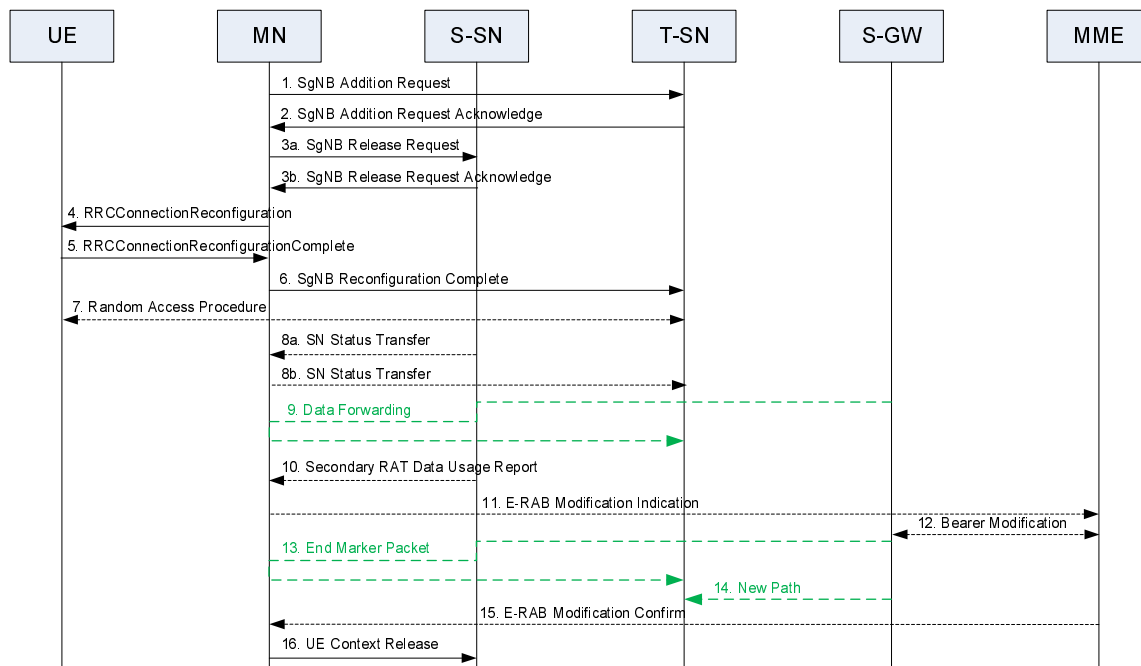 UE
MN
S-SN
T-SN
S-GW
MME
1. SgNB Addition Request
2. SgNB Addition Request Acknowledge
3a. SgNB Release Request
3b. SgNB Release Request Acknowledge
4. RRCConnectionReconfiguration
5. RRCConnectionReconfigurationComplete
6. SgNB Reconfiguration Complete
7. Random Access Procedure
8a. SN Status Transfer
8b. SN Status Transfer
9. Data Forwarding
10. Secondary RAT Data Usage Report
11. E-RAB Modification Indication
12. Bearer Modification
13. End Marker Packet
14. New Path
15. E-RAB Modification Confirm
16. UE Context Release